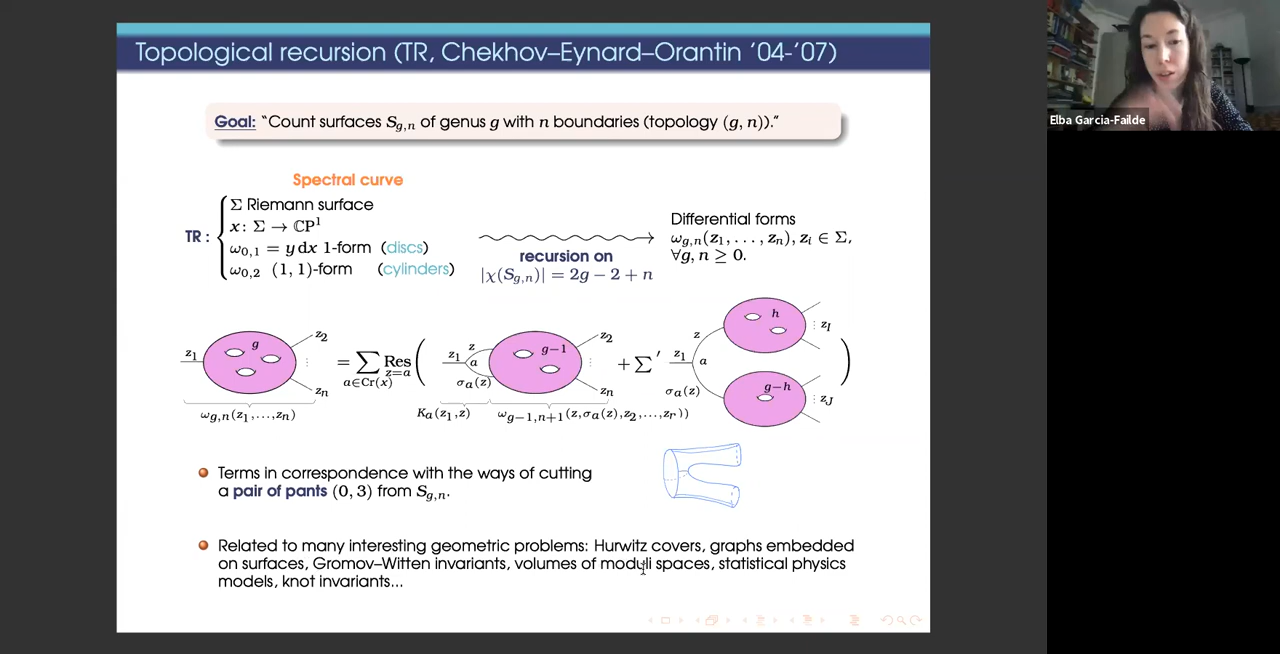 Topological recursion (TR, Chekhov–Eynard–Orantin '04-'07)
Elba Garcia-Failde
Goal: “Count surfaces S_{g,n} of genus g with n boundaries (topology (g, n)).”
Spectral curve
TR :
Σ Riemann surface
x: Σ → ℂP¹
ω_{0,1} = y dx 1-form (discs)
ω_{0,2} (1, 1)-form (cylinders)
recursion on
|χ(S_{g,n})| = 2g − 2 + n
Differential forms
ω_{g,n}(z_1, . . . , z_n), z_i ∈ Σ,
∀g, n ≥ 0.
z_1 g z_2 ⋮ z_n
ω_{g,n}(z_1,...,z_n)
= ∑_{a∈Cr(x)} Res_{z=a} (
z_1 z a σ_a(z) g−1 z_2 ⋮ z_n
K_a(z_1,z) ω_{g−1,n+1}(z,σ_a(z),z_2,...,z_r))
+ Σ′ z_1 z a σ_a(z) h ⋮ z_I g−h ⋮ z_J )
Terms in correspondence with the ways of cutting
a pair of pants (0, 3) from S_{g,n}.
Related to many interesting geometric problems: Hurwitz covers, graphs embedded
on surfaces, Gromov–Witten invariants, volumes of moduli spaces, statistical physics
models, knot invariants...